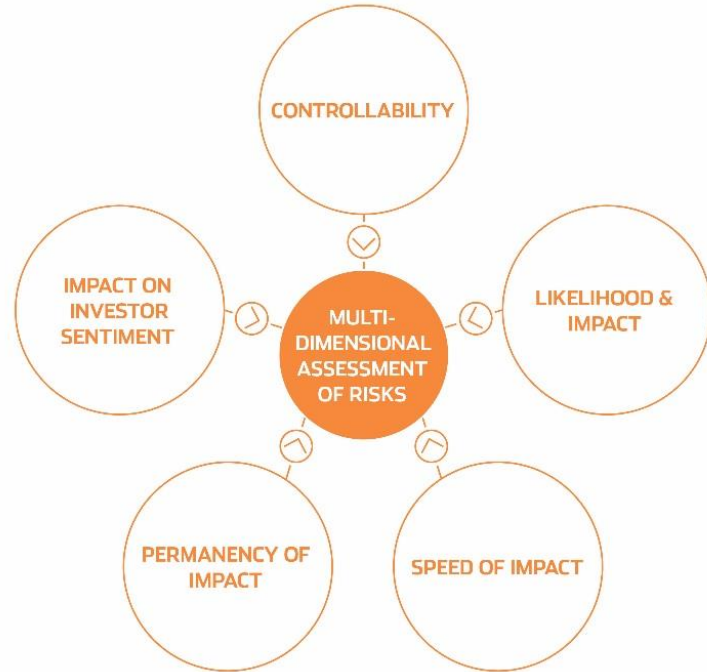 CONTROLLABILITY
IMPACT ON
INVESTOR
SENTIMENT
MULTI-
DIMENSIONAL
ASSESSMENT
OF RISKS
LIKELIHOOD &
IMPACT
PERMANENCY OF
IMPACT
SPEED OF IMPACT